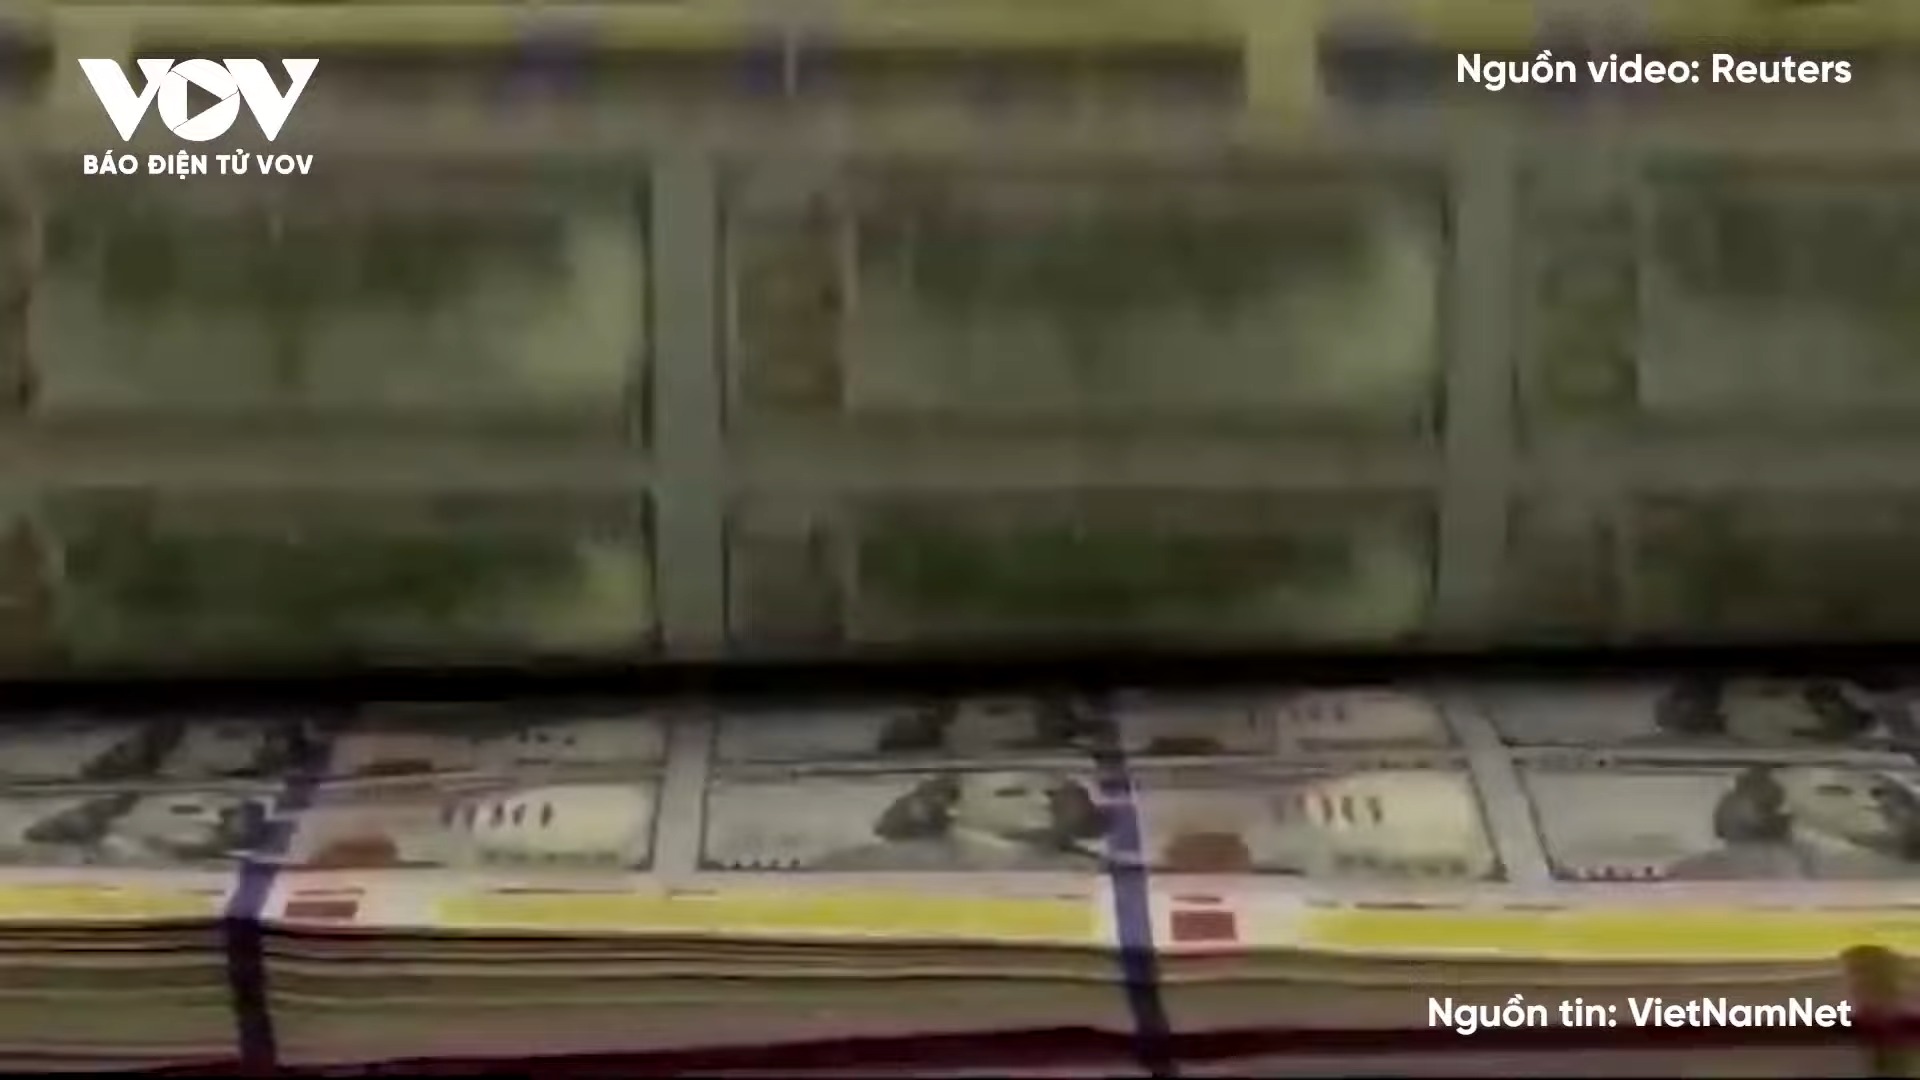 VOV
BÁO ĐIỆN TỬ VOV
Nguồn video: Reuters
Nguồn tin: VietNamNet